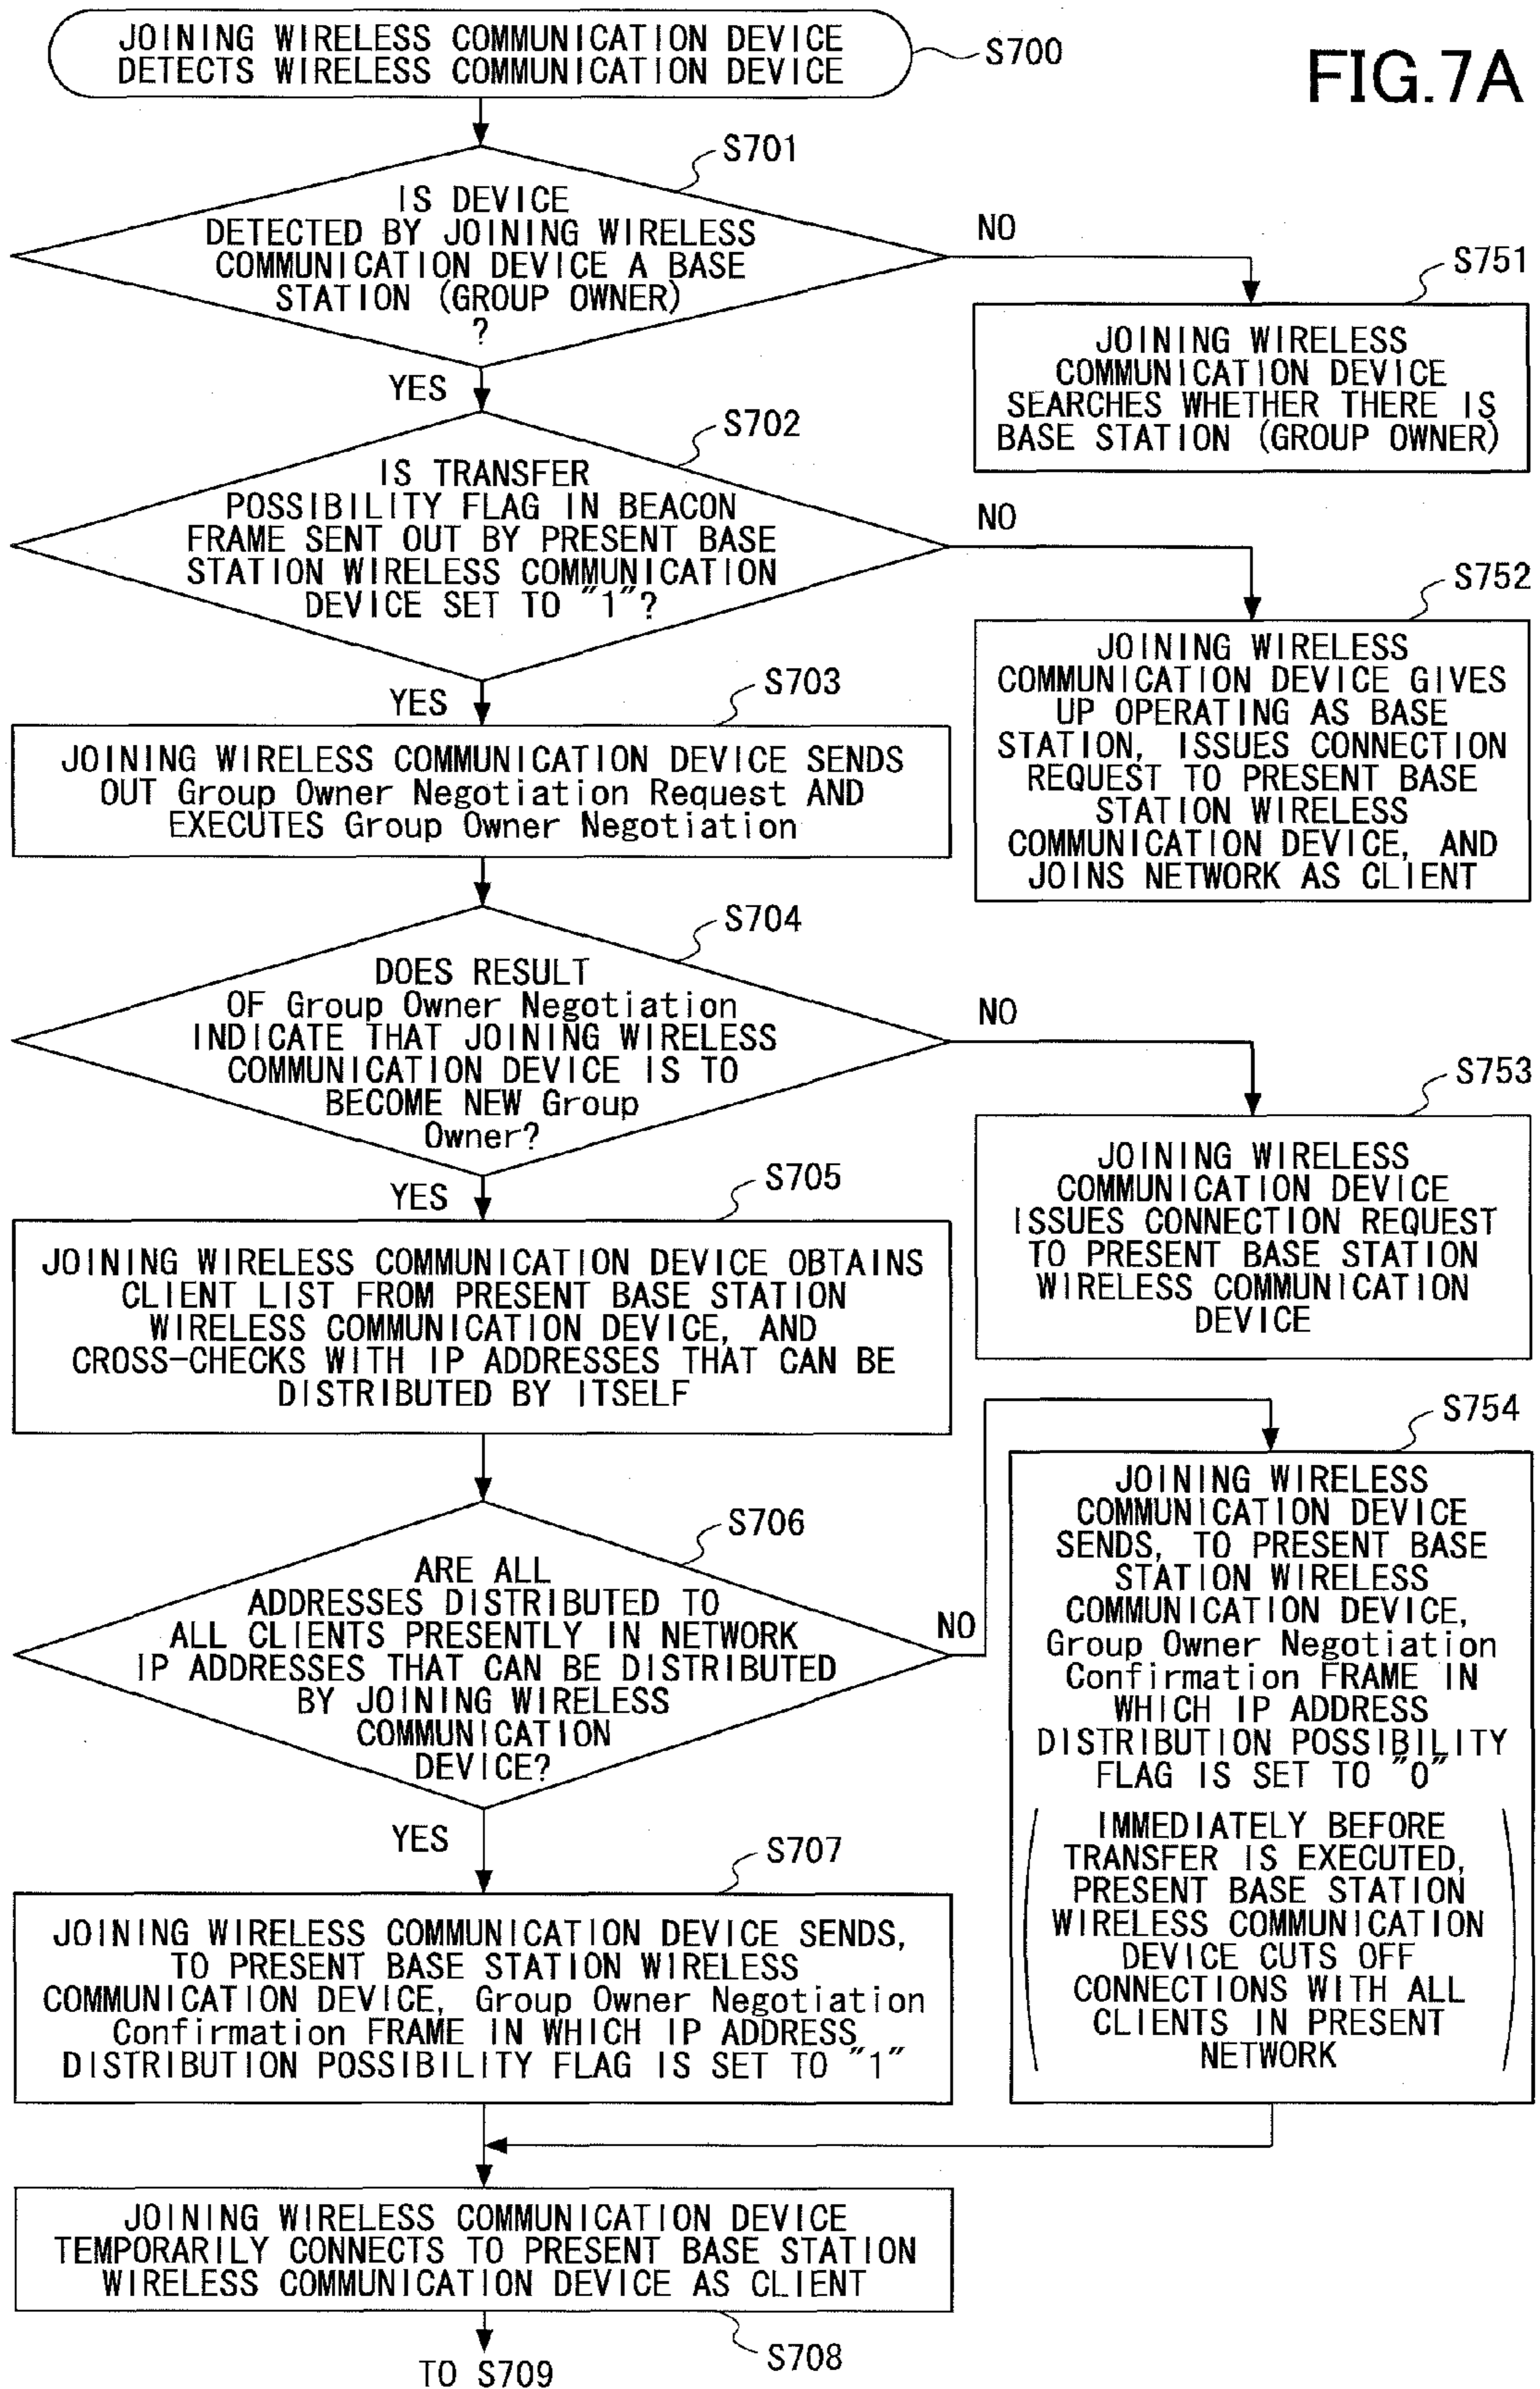 FIG.7A
JOINING WIRELESS COMMUNICATION DEVICE
DETECTS WIRELESS COMMUNICATION DEVICE
S700
S701
IS DEVICE
DETECTED BY JOINING WIRELESS
COMMUNICATION DEVICE A BASE
STATION (GROUP OWNER)
?
NO
YES
S751
JOINING WIRELESS
COMMUNICATION DEVICE
SEARCHES WHETHER THERE IS
BASE STATION (GROUP OWNER)
S702
IS TRANSFER
POSSIBILITY FLAG IN BEACON
FRAME SENT OUT BY PRESENT BASE
STATION WIRELESS COMMUNICATION
DEVICE SET TO "1"?
NO
YES
S752
JOINING WIRELESS
COMMUNICATION DEVICE GIVES
UP OPERATING AS BASE
STATION, ISSUES CONNECTION
REQUEST TO PRESENT BASE
STATION WIRELESS
COMMUNICATION DEVICE, AND
JOINS NETWORK AS CLIENT
S703
JOINING WIRELESS COMMUNICATION DEVICE SENDS
OUT Group Owner Negotiation Request AND
EXECUTES Group Owner Negotiation
S704
DOES RESULT
OF Group Owner Negotiation
INDICATE THAT JOINING WIRELESS
COMMUNICATION DEVICE IS TO
BECOME NEW Group
Owner?
NO
YES
S753
JOINING WIRELESS
COMMUNICATION DEVICE
ISSUES CONNECTION REQUEST
TO PRESENT BASE STATION
WIRELESS COMMUNICATION
DEVICE
S705
JOINING WIRELESS COMMUNICATION DEVICE OBTAINS
CLIENT LIST FROM PRESENT BASE STATION
WIRELESS COMMUNICATION DEVICE, AND
CROSS-CHECKS WITH IP ADDRESSES THAT CAN BE
DISTRIBUTED BY ITSELF
S706
ARE ALL
ADDRESSES DISTRIBUTED TO
ALL CLIENTS PRESENTLY IN NETWORK
IP ADDRESSES THAT CAN BE DISTRIBUTED
BY JOINING WIRELESS
COMMUNICATION
DEVICE?
NO
YES
S754
JOINING WIRELESS
COMMUNICATION DEVICE
SENDS, TO PRESENT BASE
STATION WIRELESS
COMMUNICATION DEVICE,
Group Owner Negotiation
Confirmation FRAME IN
WHICH IP ADDRESS
DISTRIBUTION POSSIBILITY
FLAG IS SET TO "0"
(IMMEDIATELY BEFORE
TRANSFER IS EXECUTED,
PRESENT BASE STATION
WIRELESS COMMUNICATION
DEVICE CUTS OFF
CONNECTIONS WITH ALL
CLIENTS IN PRESENT
NETWORK)
S707
JOINING WIRELESS COMMUNICATION DEVICE SENDS,
TO PRESENT BASE STATION WIRELESS
COMMUNICATION DEVICE, Group Owner Negotiation
Confirmation FRAME IN WHICH IP ADDRESS
DISTRIBUTION POSSIBILITY FLAG IS SET TO "1"
JOINING WIRELESS COMMUNICATION DEVICE
TEMPORARILY CONNECTS TO PRESENT BASE STATION
WIRELESS COMMUNICATION DEVICE AS CLIENT
S708
TO S709